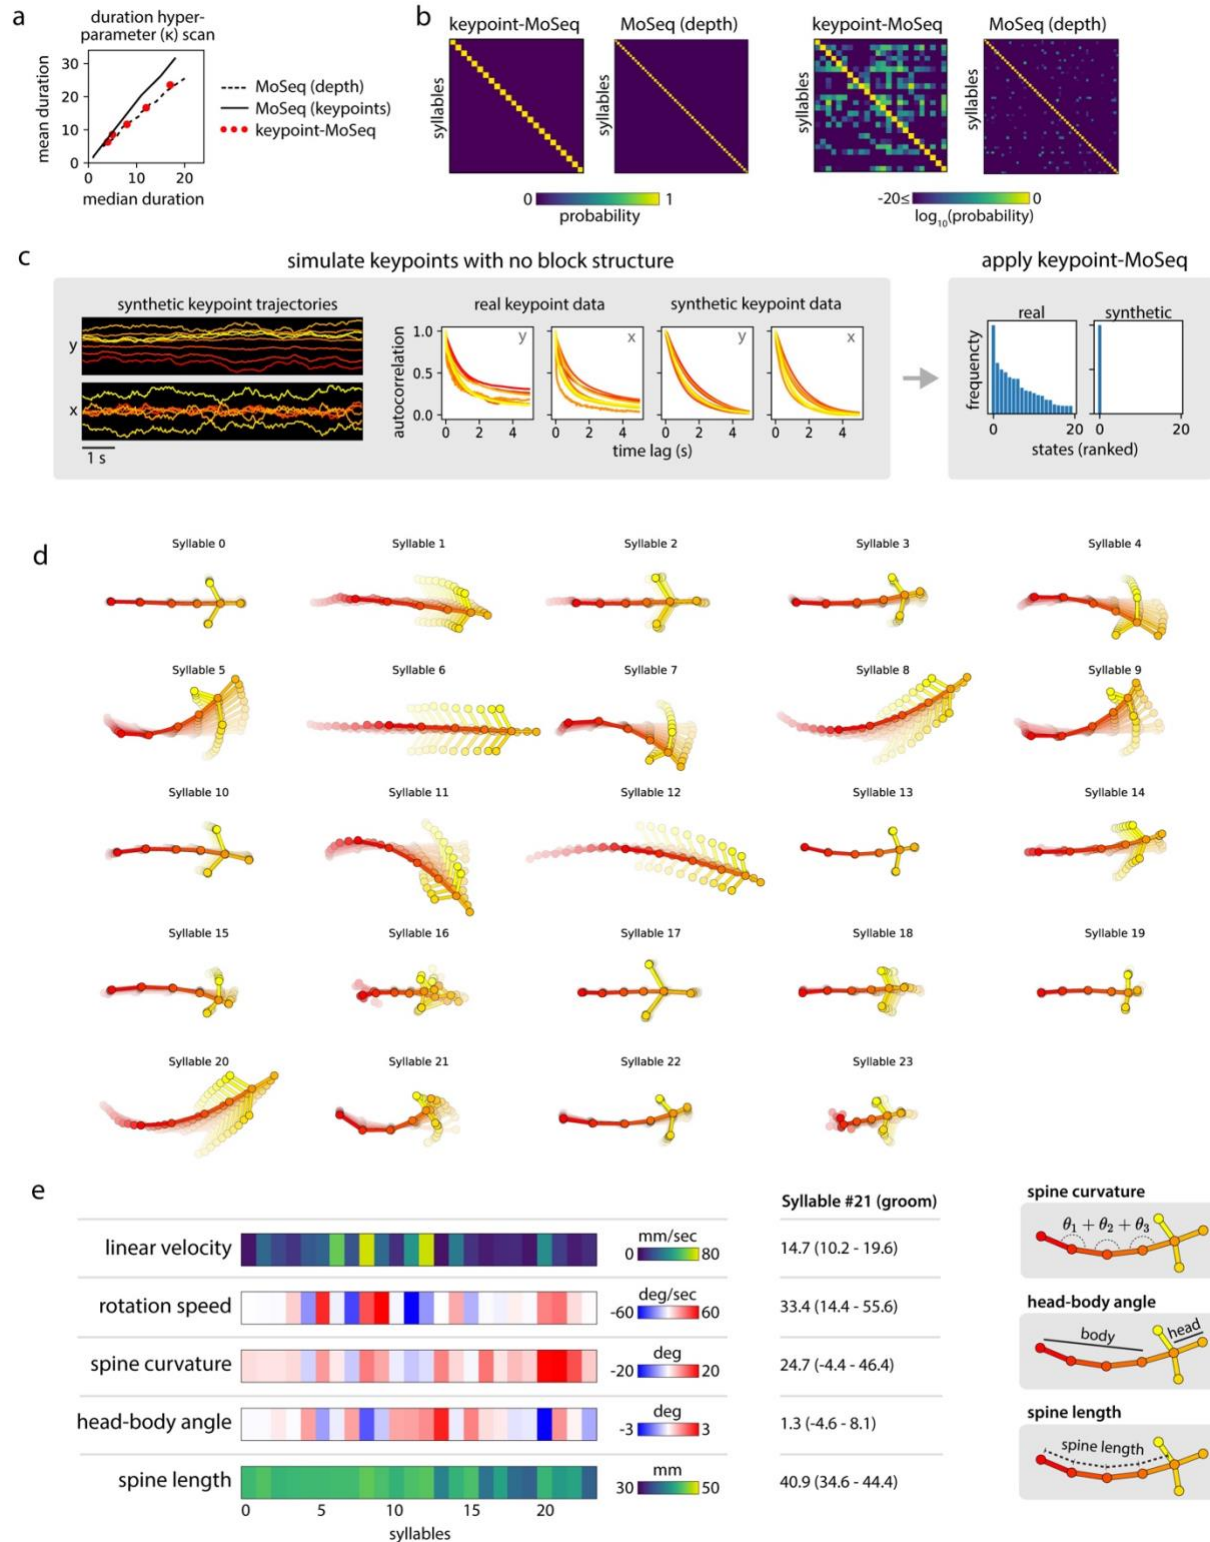 a
duration hyper-
parameter (κ) scan
mean duration
30
20
10
0
0
10
20
median duration
MoSeq (depth)
MoSeq (keypoints)
keypoint-MoSeq
b
keypoint-MoSeq
MoSeq (depth)
keypoint-MoSeq
MoSeq (depth)
syllables
syllables
syllables
syllables
0
1
probability
-20≤
0
log10(probability)
c
simulate keypoints with no block structure
apply keypoint-MoSeq
synthetic keypoint trajectories
real keypoint data
synthetic keypoint data
y
x
1 s
autocorrelation
1.0
0.5
0.0
y
x
y
x
0 2 4
0 2 4
0 2 4
0 2 4
time lag (s)
real
synthetic
frequencty
0
20
0
20
states (ranked)
d
Syllable 0
Syllable 1
Syllable 2
Syllable 3
Syllable 4
Syllable 5
Syllable 6
Syllable 7
Syllable 8
Syllable 9
Syllable 10
Syllable 11
Syllable 12
Syllable 13
Syllable 14
Syllable 15
Syllable 16
Syllable 17
Syllable 18
Syllable 19
Syllable 20
Syllable 21
Syllable 22
Syllable 23
e
Syllable #21 (groom)
linear velocity
mm/sec
0
80
14.7 (10.2 - 19.6)
rotation speed
deg/sec
-60
60
33.4 (14.4 - 55.6)
spine curvature
deg
-20
20
24.7 (-4.4 - 46.4)
head-body angle
deg
-3
3
1.3 (-4.6 - 8.1)
spine length
mm
30
50
40.9 (34.6 - 44.4)
0
5
10
15
20
syllables
spine curvature
θ1 + θ2 + θ3
head-body angle
body
head
spine length
spine length